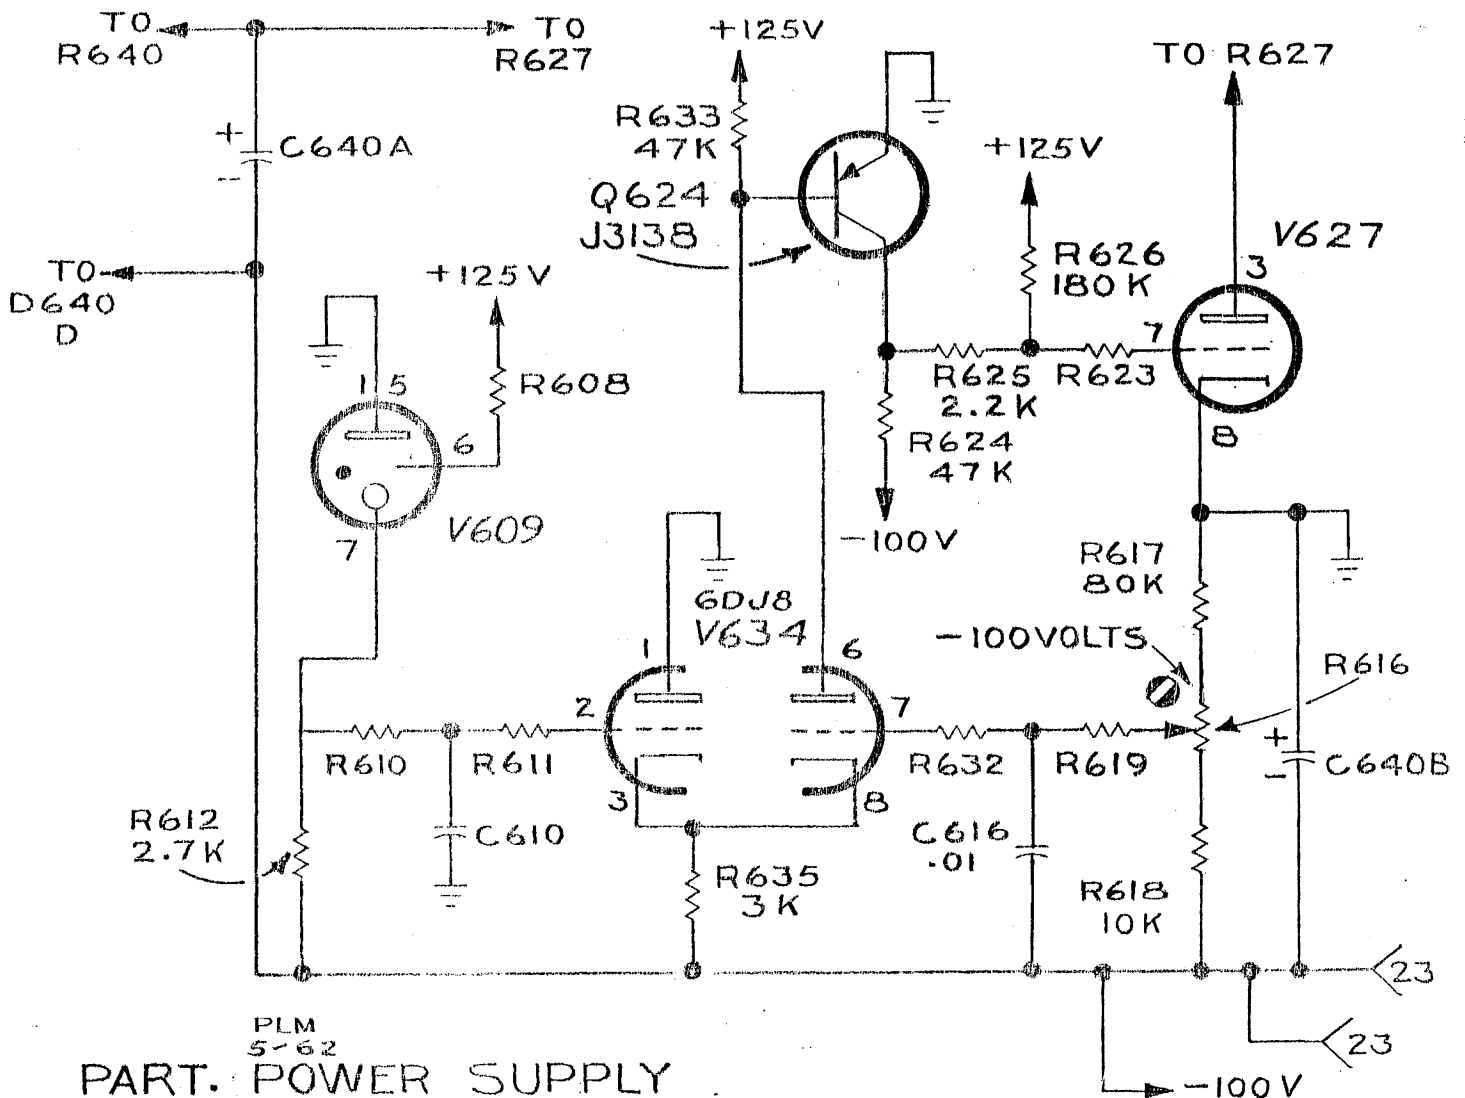 TO
R640
TO
R627
+125V
TO R627
R633
47K
+
C640A
-
+125V
Q624
J3138
V627
R626
180K
3
TO
D640
D
+125V
7
1 5
R608
R625
2.2K
R623
6
8
R624
47K
V609
7
-100V
R617
80K
6DJ8
V634
-100VOLTS
1
6
R616
2
7
R610
R611
R632
R619
+
-
C640B
3
8
R612
2.7K
C610
C616
.01
R635
3K
R618
10K
23
23
PLM
5-62
PART. POWER SUPPLY
-100V